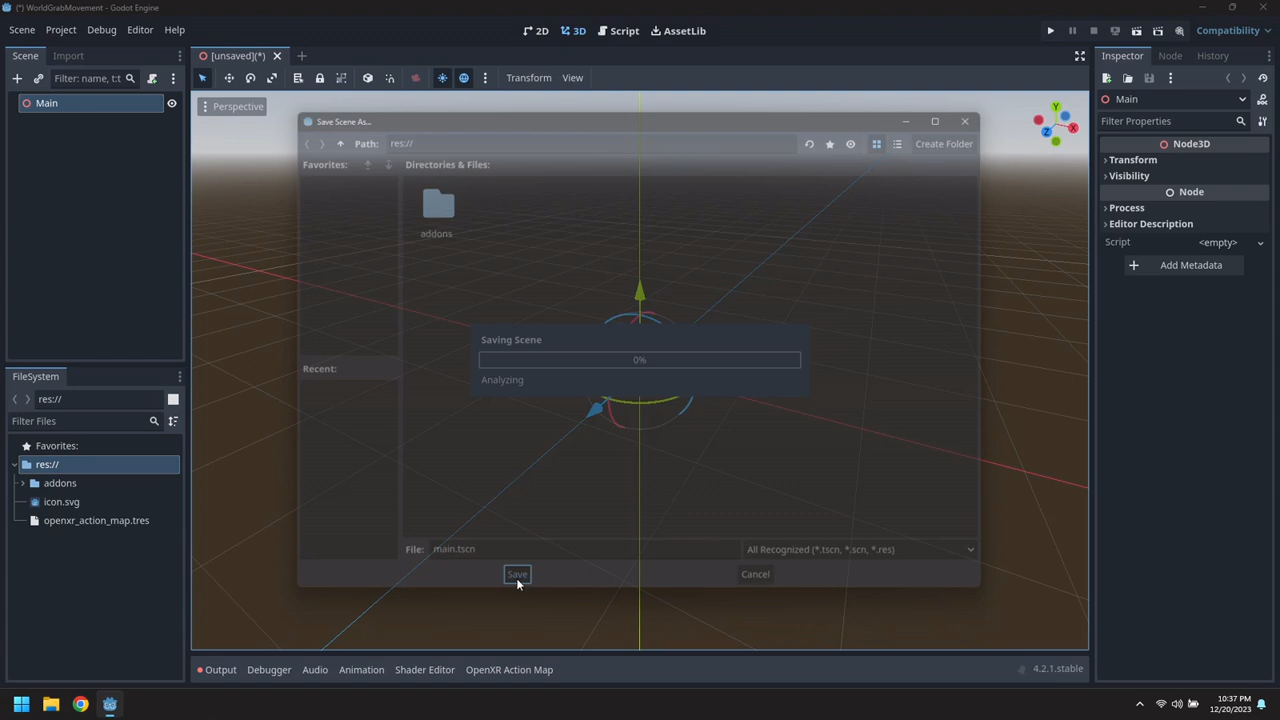 (*) WorldGrabMovement - Godot Engine
Scene Project Debug Editor Help
2D 3D Script AssetLib
Compatibility
Scene Import
Filter: name, t:t
Main
[unsaved](*)
Transform View
Perspective
Y
X
Z
Save Scene As...
Path: res://
Create Folder
Favorites:
Directories & Files:
addons
Recent:
Saving Scene
0%
Analyzing
File: main.tscn
All Recognized (*.tscn, *.scn, *.res)
Save
Cancel
FileSystem
res://
Filter Files
Favorites:
res://
addons
icon.svg
openxr_action_map.tres
Inspector Node History
Main
Filter Properties
Node3D
Transform
Visibility
Node
Process
Editor Description
Script <empty>
Add Metadata
Output Debugger Audio Animation Shader Editor OpenXR Action Map
4.2.1.stable
10:37 PM
12/20/2023